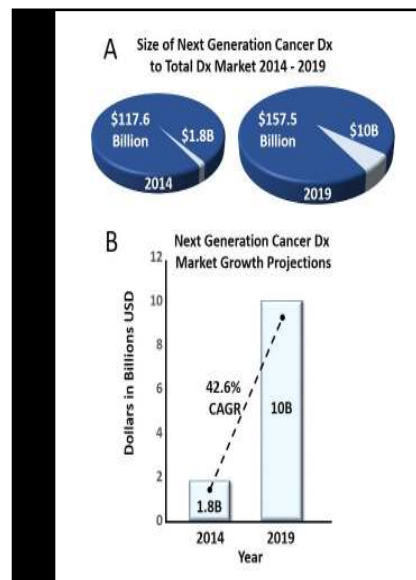 A
Size of Next Generation Cancer Dx
to Total Dx Market 2014 - 2019
$117.6
Billion
$1.8B
2014
$157.5
Billion
$10B
2019
B
Next Generation Cancer Dx
Market Growth Projections
Dollars in Billions USD
12
10
8
6
4
2
0
42.6%
CAGR
1.8B
10B
2014
2019
Year